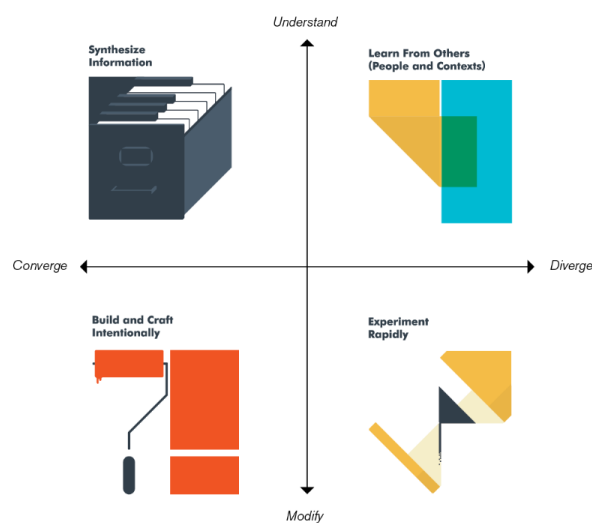 Understand
Synthesize
Information
Learn From Others
(People and Contexts)
Converge
Diverge
Build and Craft
Intentionally
Experiment
Rapidly
Modify